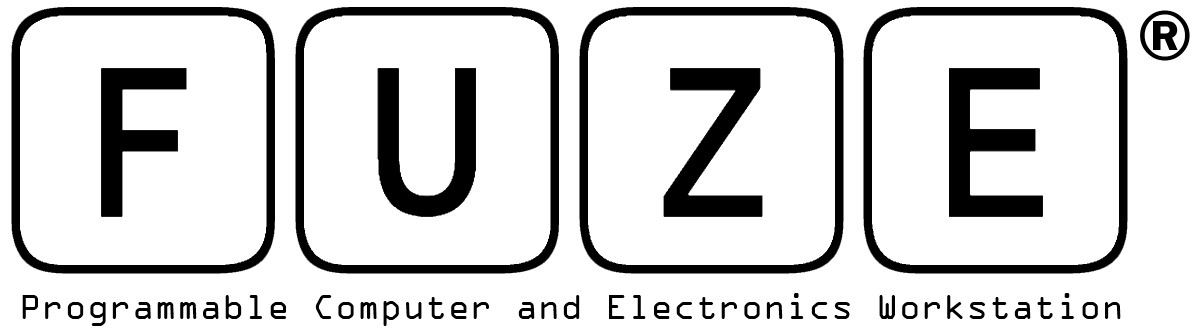 FUZE®
Programmable Computer and Electronics Workstation